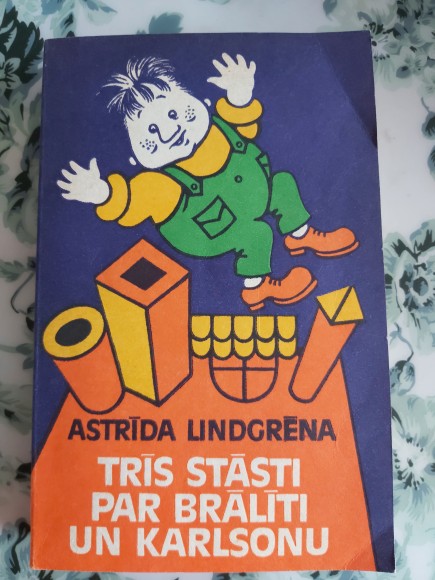 ASTRĪDA LINDGRĒNA
TRĪS STĀSTI
PAR BRĀLĪTI
UN KARLSONU